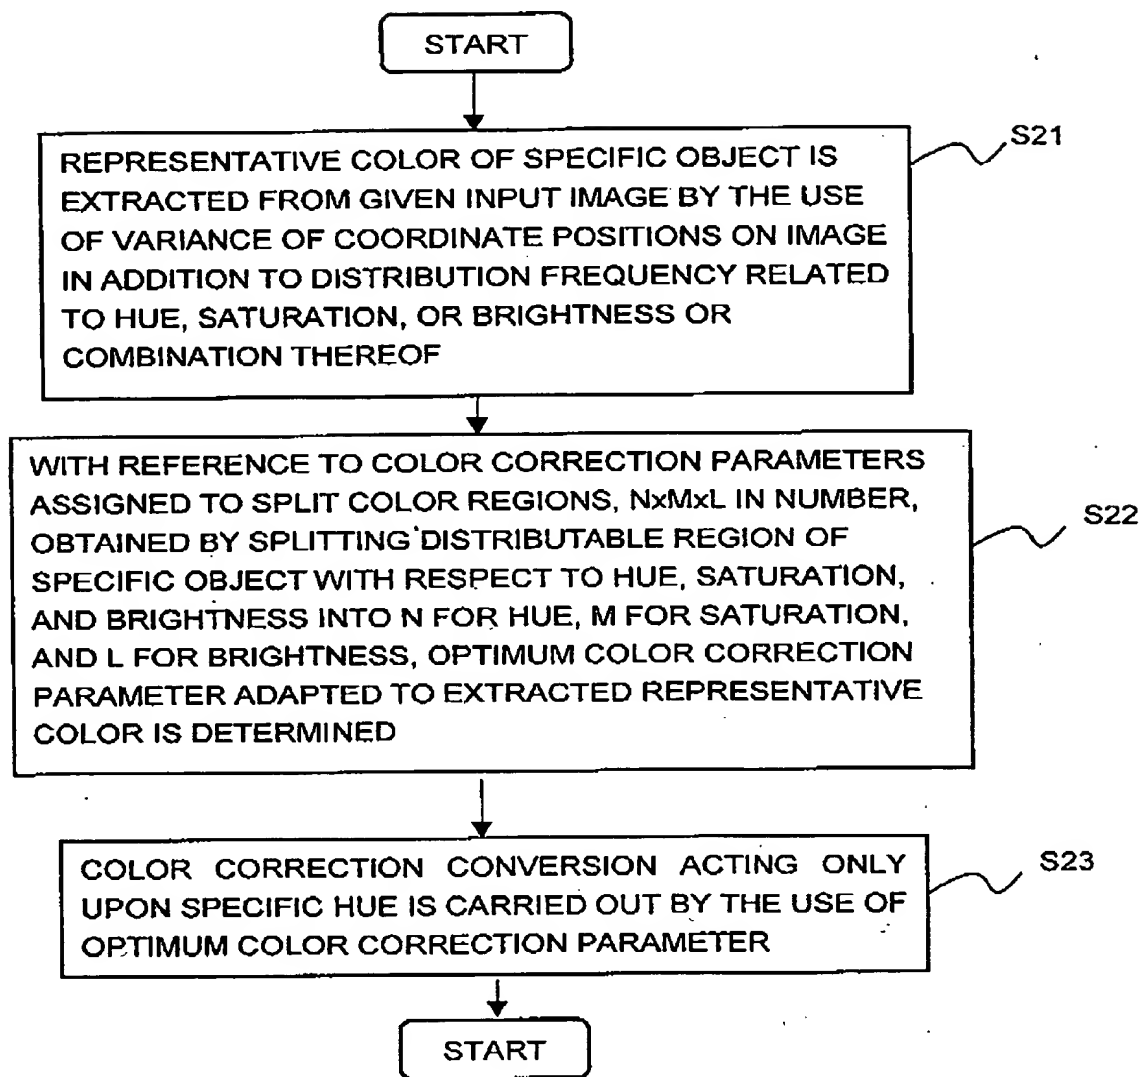 START
S21
REPRESENTATIVE COLOR OF SPECIFIC OBJECT IS
EXTRACTED FROM GIVEN INPUT IMAGE BY THE USE
OF VARIANCE OF COORDINATE POSITIONS ON IMAGE
IN ADDITION TO DISTRIBUTION FREQUENCY RELATED
TO HUE, SATURATION, OR BRIGHTNESS OR
COMBINATION THEREOF
S22
WITH REFERENCE TO COLOR CORRECTION PARAMETERS
ASSIGNED TO SPLIT COLOR REGIONS, NxMxL IN NUMBER,
OBTAINED BY SPLITTING DISTRIBUTABLE REGION OF
SPECIFIC OBJECT WITH RESPECT TO HUE, SATURATION,
AND BRIGHTNESS INTO N FOR HUE, M FOR SATURATION,
AND L FOR BRIGHTNESS, OPTIMUM COLOR CORRECTION
PARAMETER ADAPTED TO EXTRACTED REPRESENTATIVE
COLOR IS DETERMINED
S23
COLOR CORRECTION CONVERSION ACTING ONLY
UPON SPECIFIC HUE IS CARRIED OUT BY THE USE OF
OPTIMUM COLOR CORRECTION PARAMETER
START